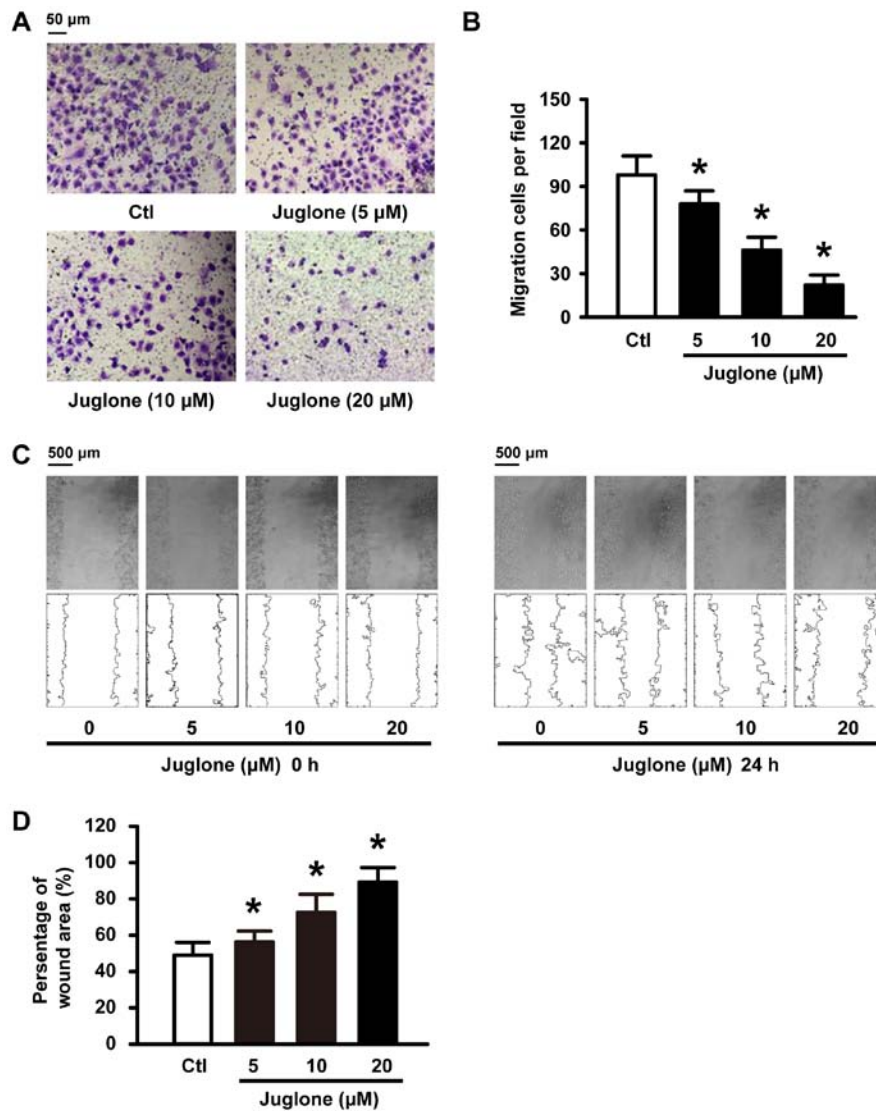 A
50 µm
Ctl
Juglone (5 µM)
Juglone (10 µM)
Juglone (20 µM)
B
Migration cells per field
150
120
90
60
30
0
*
*
*
Ctl
5
10
20
Juglone (µM)
C
500 µm
0
5
10
20
Juglone (µM) 0 h
500 µm
0
5
10
20
Juglone (µM) 24 h
D
Persentage of
wound area (%)
120
100
80
60
40
20
0
*
*
*
Ctl
5
10
20
Juglone (µM)